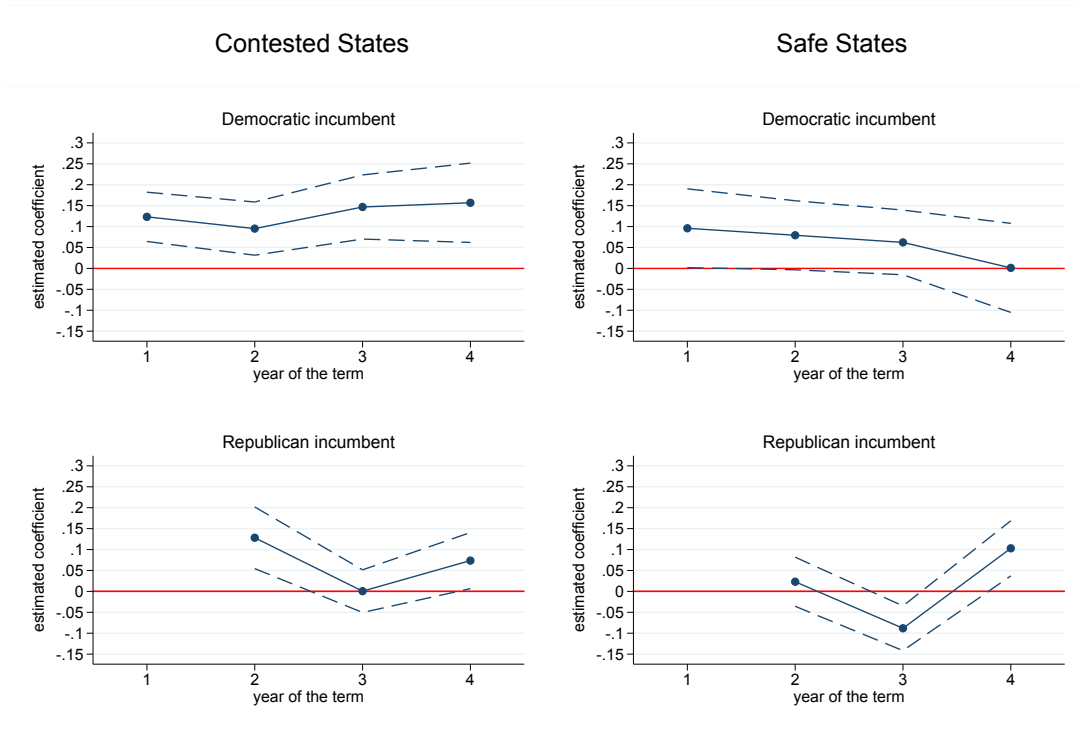 Contested States
Safe States
Democratic incumbent
.3
.25
.2
.15
.1
.05
0
-.05
-.1
-.15
estimated coefficient
1 2 3 4
year of the term
Democratic incumbent
.3
.25
.2
.15
.1
.05
0
-.05
-.1
-.15
estimated coefficient
1 2 3 4
year of the term
Republican incumbent
.3
.25
.2
.15
.1
.05
0
-.05
-.1
-.15
estimated coefficient
1 2 3 4
year of the term
Republican incumbent
.3
.25
.2
.15
.1
.05
0
-.05
-.1
-.15
estimated coefficient
1 2 3 4
year of the term